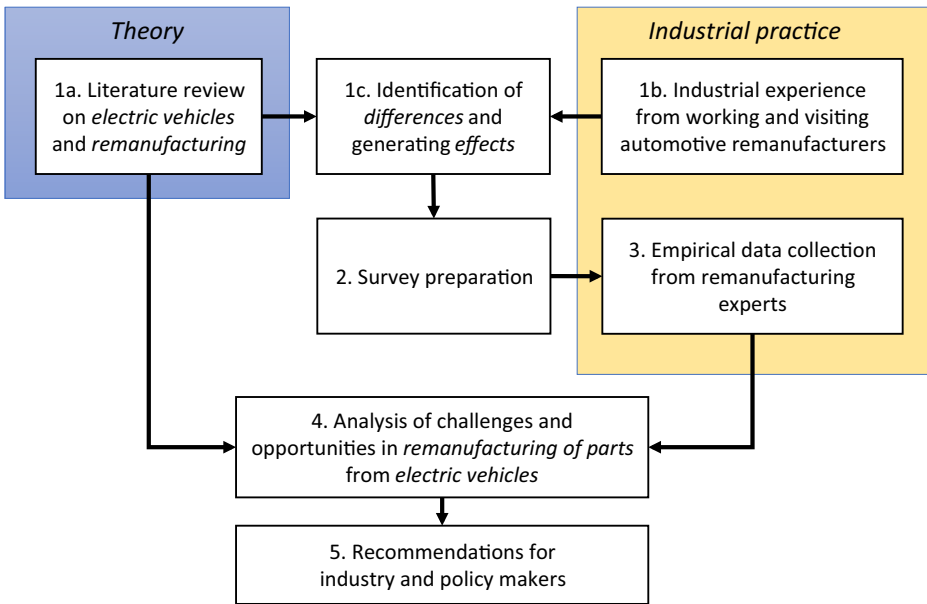 Theory
Industrial practice
1a. Literature review
on electric vehicles
and remanufacturing
1c. Identification of
differences and
generating effects
1b. Industrial experience
from working and visiting
automotive remanufacturers
2. Survey preparation
3. Empirical data collection
from remanufacturing
experts
4. Analysis of challenges and
opportunities in remanufacturing of parts
from electric vehicles
5. Recommendations for
industry and policy makers